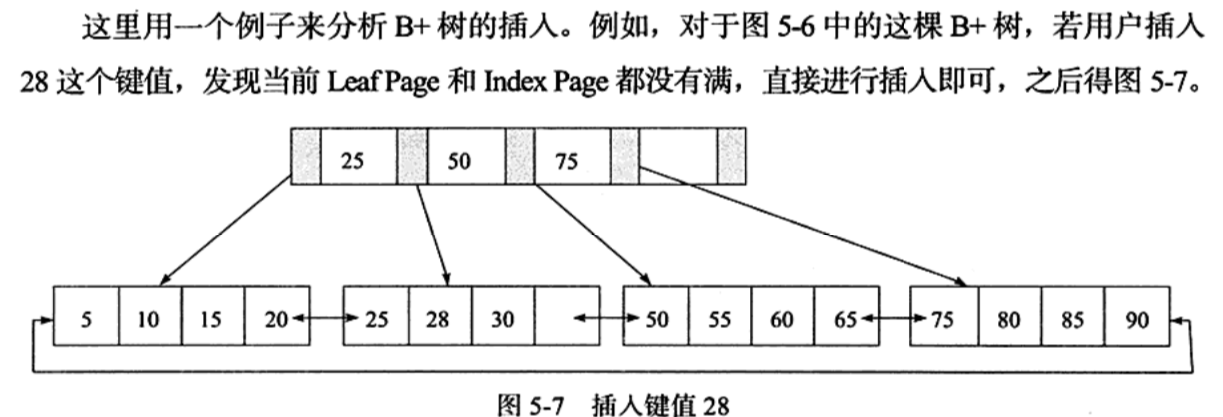 这里用一个例子来分析 B+ 树的插入。例如，对于图 5-6 中的这棵 B+ 树，若用户插入
28 这个键值，发现当前 Leaf Page 和 Index Page 都没有满，直接进行插入即可，之后得图 5-7。
25 50 75
5 10 15 20 25 28 30 50 55 60 65 75 80 85 90
图 5-7 插入键值 28